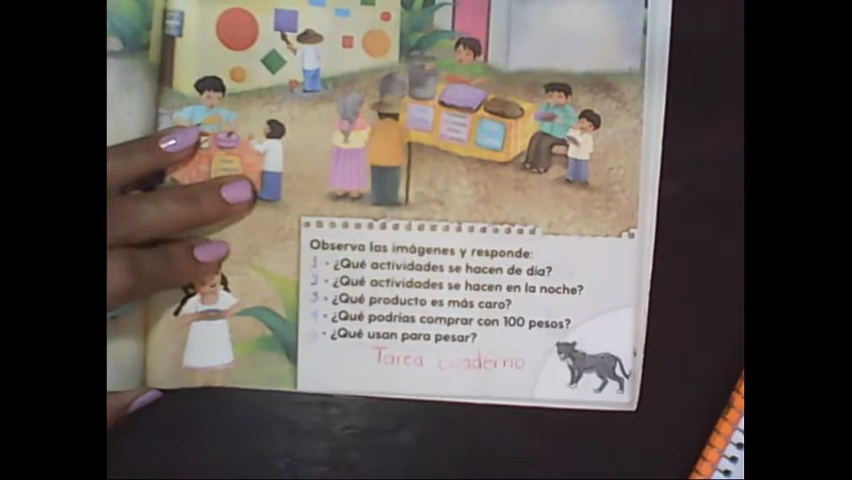 Observa las imágenes y responde:
1 - ¿Qué actividades se hacen de día?
2 - ¿Qué actividades se hacen en la noche?
3 - ¿Qué producto es más caro?
4 - ¿Qué podrías comprar con 100 pesos?
- ¿Qué usan para pesar?
Tarea cuaderno